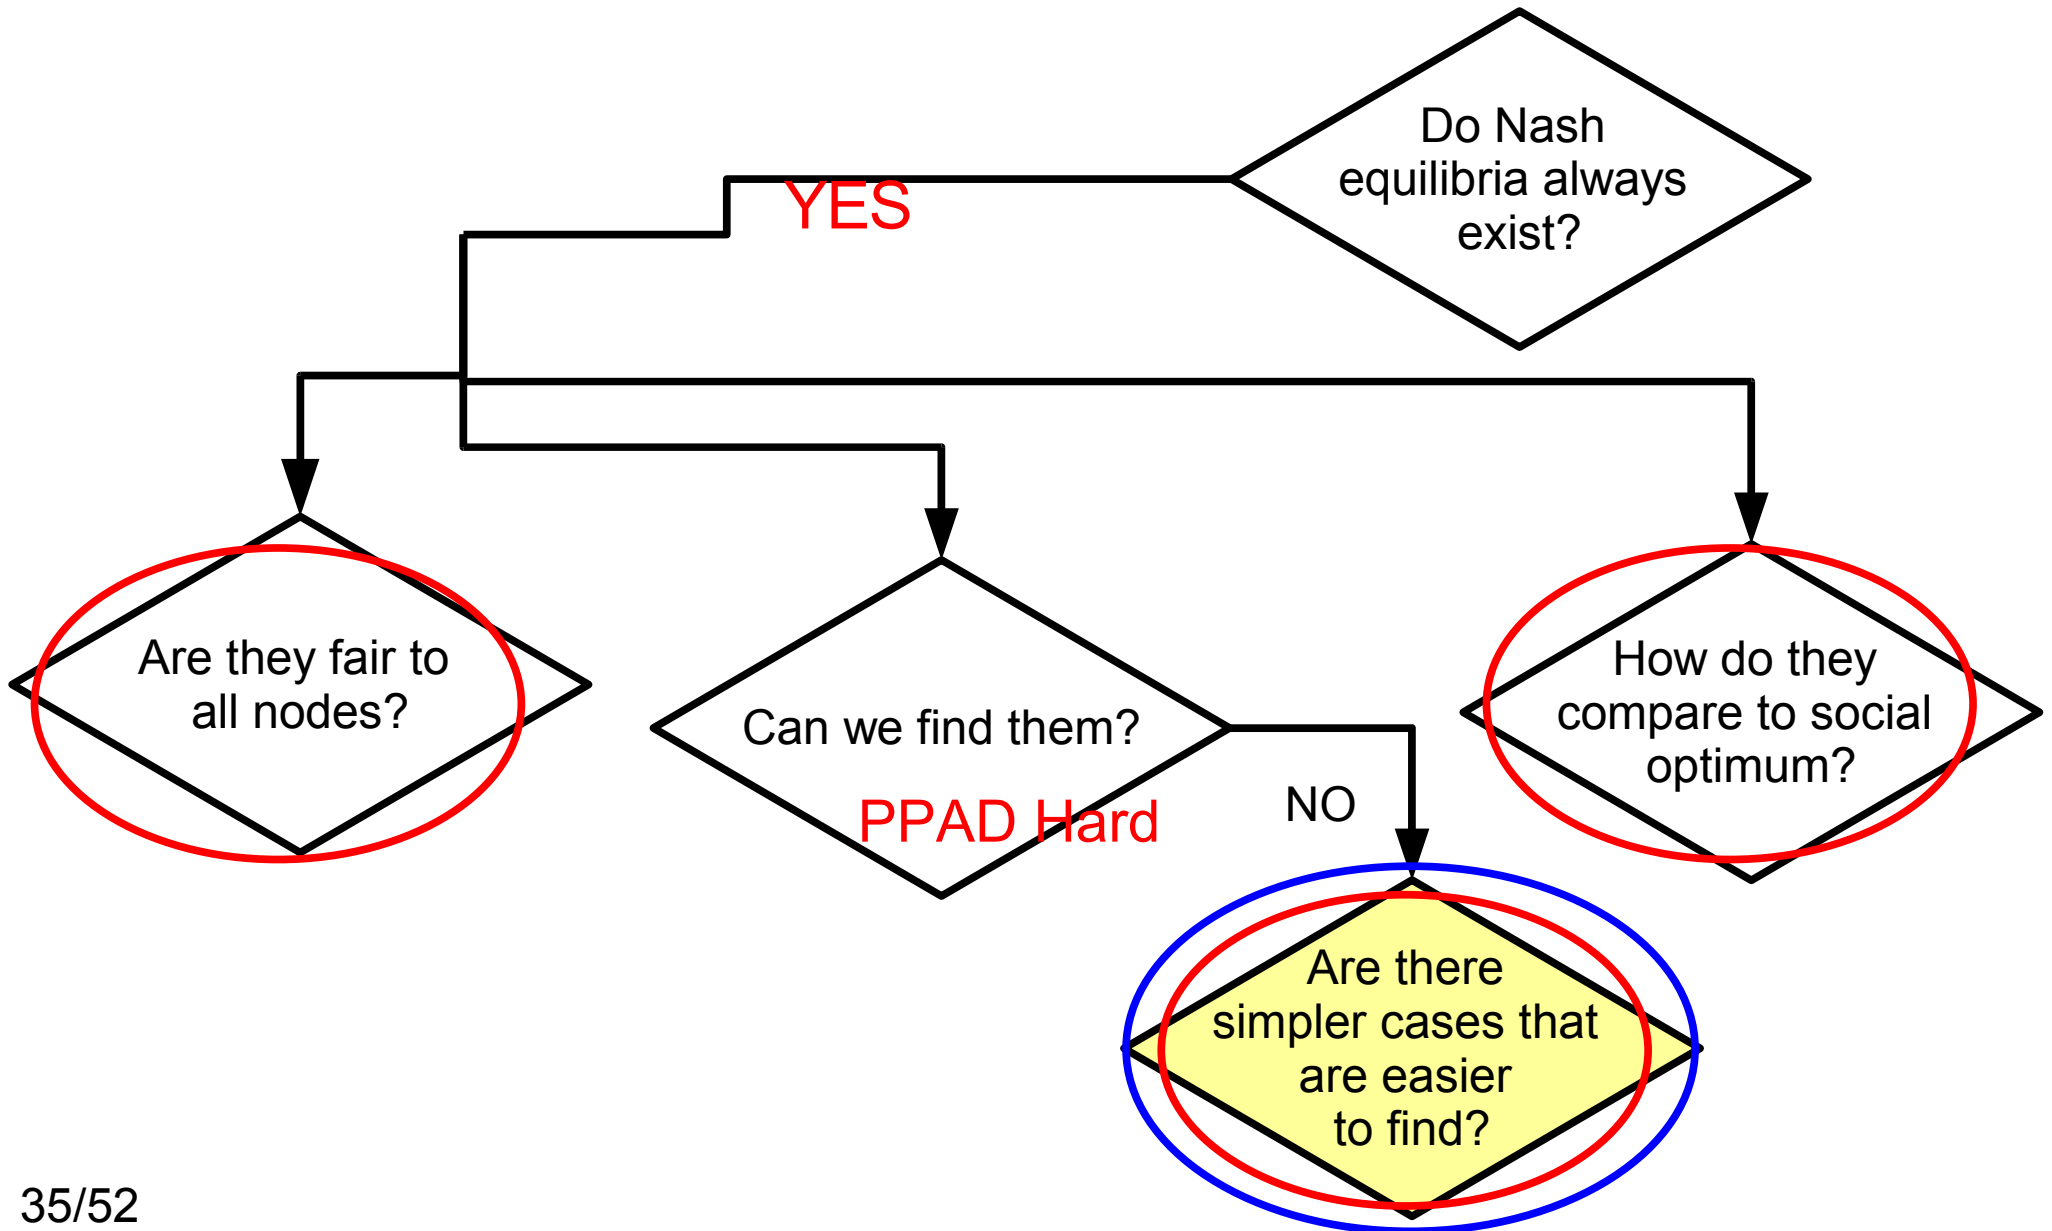 Do Nash
equilibria always
exist?
YES
Are they fair to
all nodes?
Can we find them?
PPAD Hard
NO
How do they
compare to social
optimum?
Are there
simpler cases that
are easier
to find?
35/52